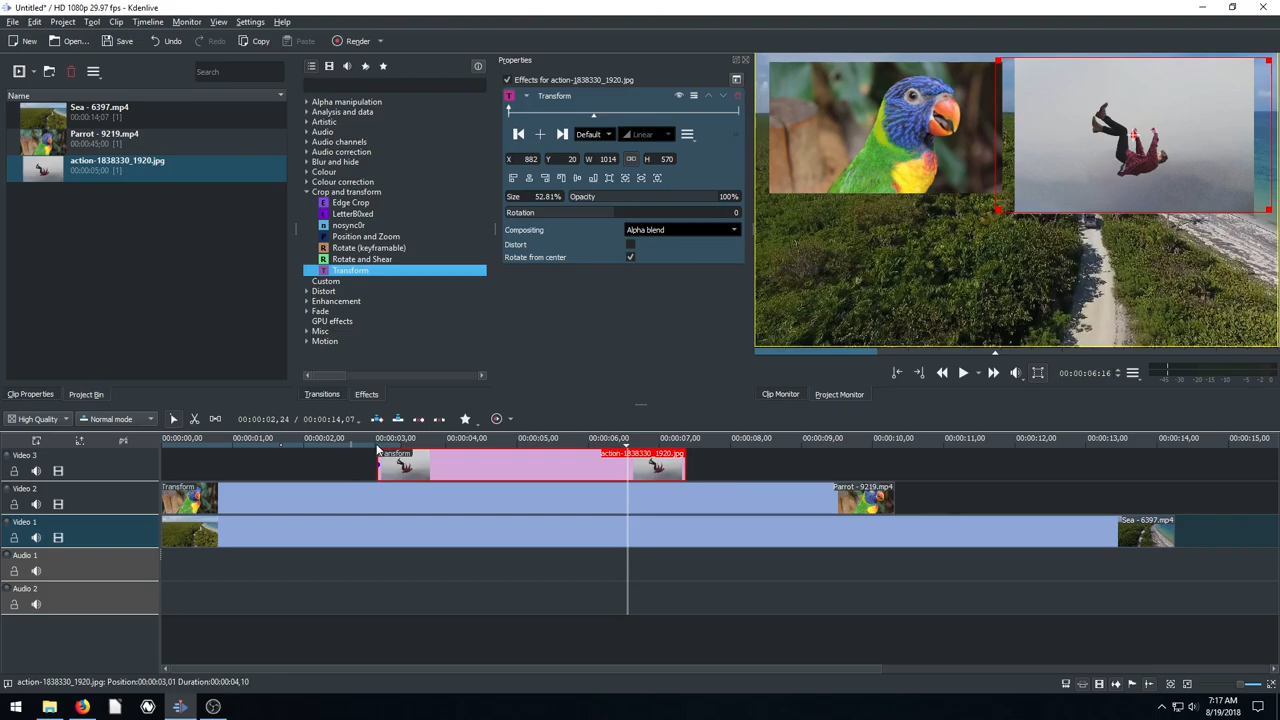 Untitled* / HD 1080p 29.97 fps - Kdenlive
File Edit Project Tool Clip Timeline Monitor View Settings Help
New Open... Save Undo Redo Copy Paste Render
Search
Name
Sea - 6397.mp4
00:00:14;07 [1]
Parrot - 9219.mp4
00:00:09;07 [1]
action-1838330_1920.jpg
00:00:05;00 [1]
Clip Properties Project Bin
Alpha manipulation
Analysis and data
Artistic
Audio
Audio channels
Audio correction
Blur and hide
Colour
Colour correction
Crop and transform
Edge Crop
LetterB0xed
nosync0r
Position and Zoom
Rotate (keyframable)
Rotate and Shear
Transform
Custom
Distort
Enhancement
Fade
GPU effects
Misc
Motion
Transitions Effects
Properties
Effects for action-1838330_1920.jpg
Transform
Default Linear
X 882 Y 20 W 1014 H 570
Size 52.81% Opacity 100%
Rotation 0
Compositing Alpha blend
Distort
Rotate from center
00:00:06:16
-45 -30 -20 -15 -10 -5 -2 0
Clip Monitor Project Monitor
High Quality Normal mode 00:00:02,24 / 00:00:14,07
00:00:00,00 00:00:01,00 00:00:02,00 00:00:03,00 00:00:04,00 00:00:05,00 00:00:06,00 00:00:07,00 00:00:08,00 00:00:09,00 00:00:10,00 00:00:11,00 00:00:12,00 00:00:13,00 00:00:14,00 00:00:15,00
Video 3
action-1838330_1920.jpg
Video 2
Transform Parrot - 9219.mp4
Video 1
Sea - 6397.mp4
Audio 1
Audio 2
action-1838330_1920.jpg: Position:00:00:03,01 Duration:00:00:04,10
7:17 AM
8/19/2018